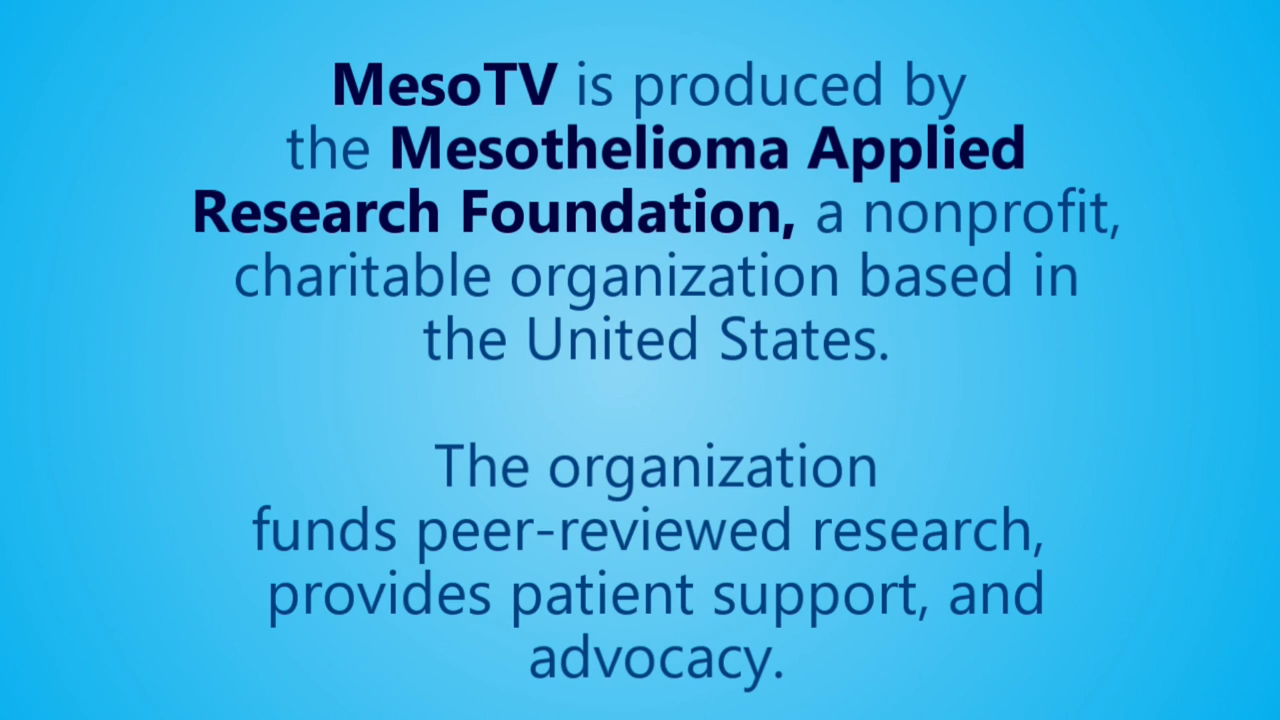 MesoTV is produced by
the Mesothelioma Applied
Research Foundation, a nonprofit,
charitable organization based in
the United States.
The organization
funds peer-reviewed research,
provides patient support, and
advocacy.